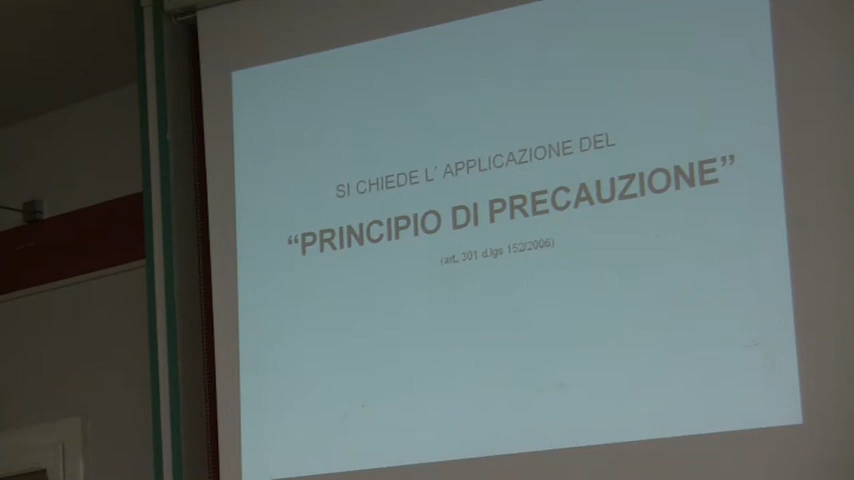 SI CHIEDE L' APPLICAZIONE DEL
“PRINCIPIO DI PRECAUZIONE”
(art. 301 d.lgs 152/2006)